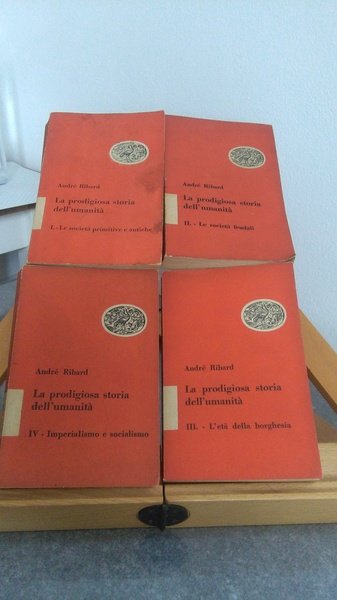 André Ribard
La prodigiosa storia
dell'umanità
I. - Le società primitive e antiche
André Ribard
La prodigiosa storia
dell'umanità
II. - Le società feudali
André Ribard
La prodigiosa storia
dell'umanità
IV - Imperialismo e socialismo
André Ribard
La prodigiosa storia
dell'umanità
III. - L'età della borghesia